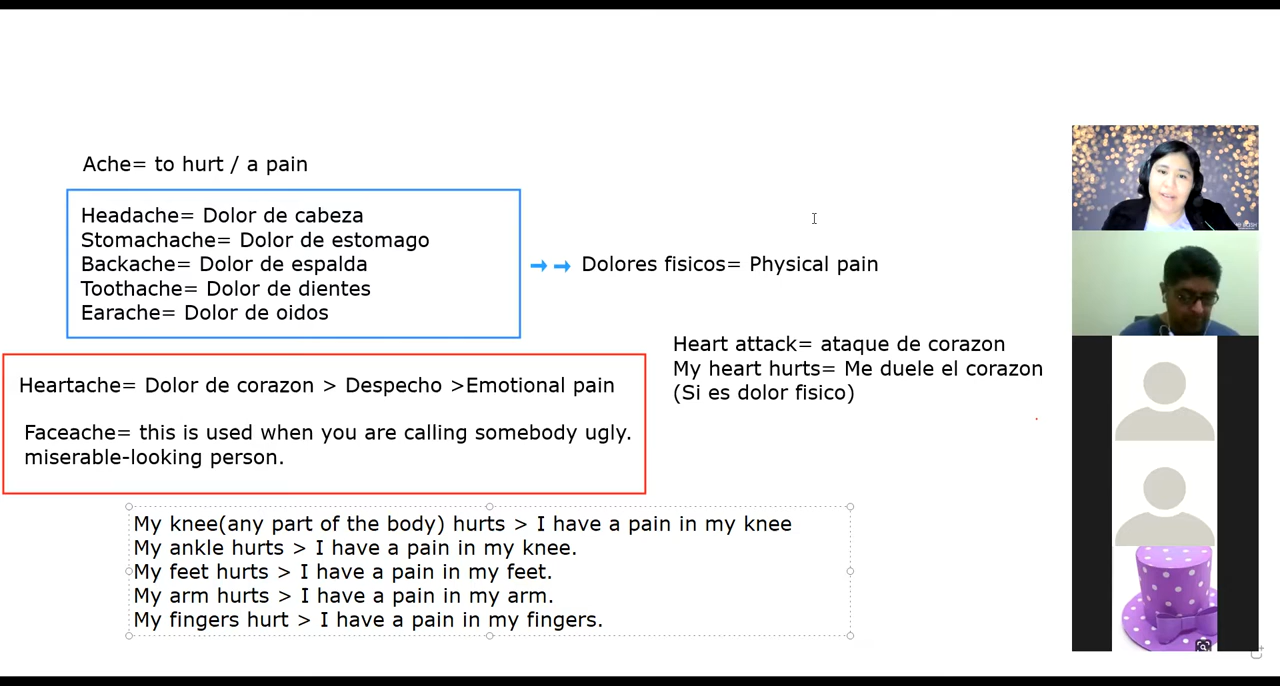 Ache= to hurt / a pain
Headache= Dolor de cabeza
Stomachache= Dolor de estomago
Backache= Dolor de espalda
Toothache= Dolor de dientes
Earache= Dolor de oidos
Dolores fisicos= Physical pain
Heartache= Dolor de corazon > Despecho >Emotional pain
Faceache= this is used when you are calling somebody ugly.
miserable-looking person.
Heart attack= ataque de corazon
My heart hurts= Me duele el corazon
(Si es dolor fisico)
My knee(any part of the body) hurts > I have a pain in my knee
My ankle hurts > I have a pain in my knee.
My feet hurts > I have a pain in my feet.
My arm hurts > I have a pain in my arm.
My fingers hurt > I have a pain in my fingers.